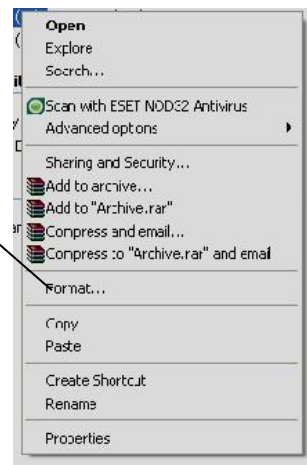 Open
Explore
Search...
Scan with ESET NOD32 Antivirus
Advanced options
Sharing and Security...
Add to archive...
Add to "Archive.rar"
Compress and email...
Compress to "Archive.rar" and email
Format...
Copy
Paste
Create Shortcut
Rename
Properties